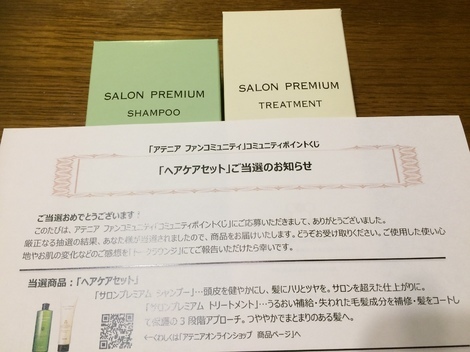 SALON PREMIUM
SHAMPOO
SALON PREMIUM
TREATMENT
「アテニア ファンコミュニティ」コミュニティポイントくじ
「ヘアケアセット」ご当選のお知らせ
ご当選おめでとうございます！
このたびは、アテニア ファンコミュニティ「コミュニティポイントくじ」にご応募いただきまして、ありがとうございました。
厳正なる抽選の結果、あなた様が当選されましたので、商品をお届けいたします。どうぞお受け取りください。ご使用した使い心
地やお肌の変化などのご感想を「トークラウンジ」にてご報告いただけたら幸いです。
当選商品：「ヘアケアセット」
「サロンプレミアム シャンプー」…頭皮を健やかにし、髪にハリとツヤを。サロンを超えた仕上がりに。
「サロンプレミアム トリートメント」…うるおい補給・失われた毛髪成分を補修・髪をコート
して保護の3段階アプローチ。つややかでまとまりのある髪へ。
←くわしくは「アテニアオンラインショップ 商品ページ」へ